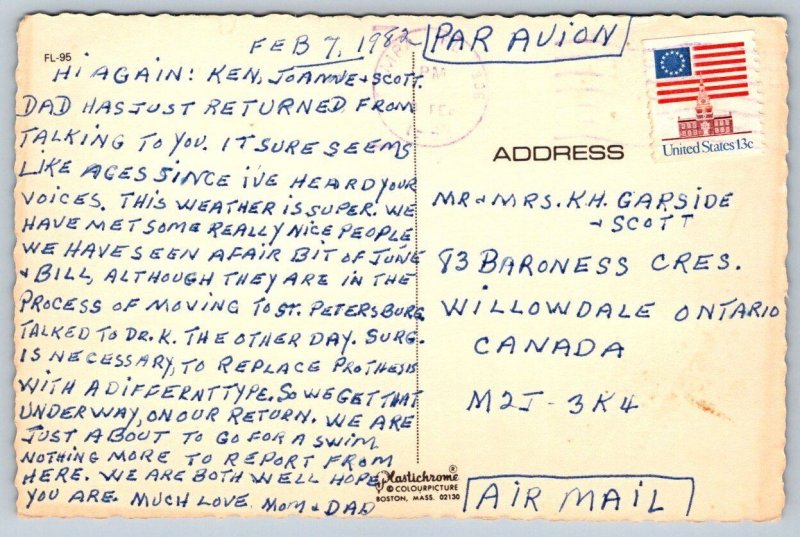 FL-95
FEB 7, 1982
HI AGAIN: KEN, JOANNE + SCOTT.
DAD HAS JUST RETURNED FROM
TALKING TO YOU. IT SURE SEEMS
LIKE AGES SINCE I'VE HEARD YOUR
VOICES. THIS WEATHER IS SUPER. WE
HAVE MET SOME REALLY NICE PEOPLE
WE HAVE SEEN A FAIR BIT OF JUNE
+ BILL, ALTHOUGH THEY ARE IN THE
PROCESS OF MOVING TO ST. PETERSBURG.
TALKED TO DR. K. THE OTHER DAY. SURG.
IS NECESSARY, TO REPLACE PROTHESIS
WITH A DIFFERNT TYPE. SO WE GET THAT
UNDER WAY, ON OUR RETURN. WE ARE
JUST ABOUT TO GO FOR A SWIM
NOTHING MORE TO REPORT FROM
HERE. WE ARE BOTH WELL HOPE
YOU ARE. MUCH LOVE MOM + DAD
PAR AVION
PM
FEB
United States 13c
ADDRESS
MR + MRS. K.H. GARSIDE
+ SCOTT
83 BARONESS CRES.
WILLOWDALE ONTARIO
CANADA
M2J - 3K4
Plastichrome®
© COLOURPICTURE
BOSTON, MASS. 02130
AIR MAIL